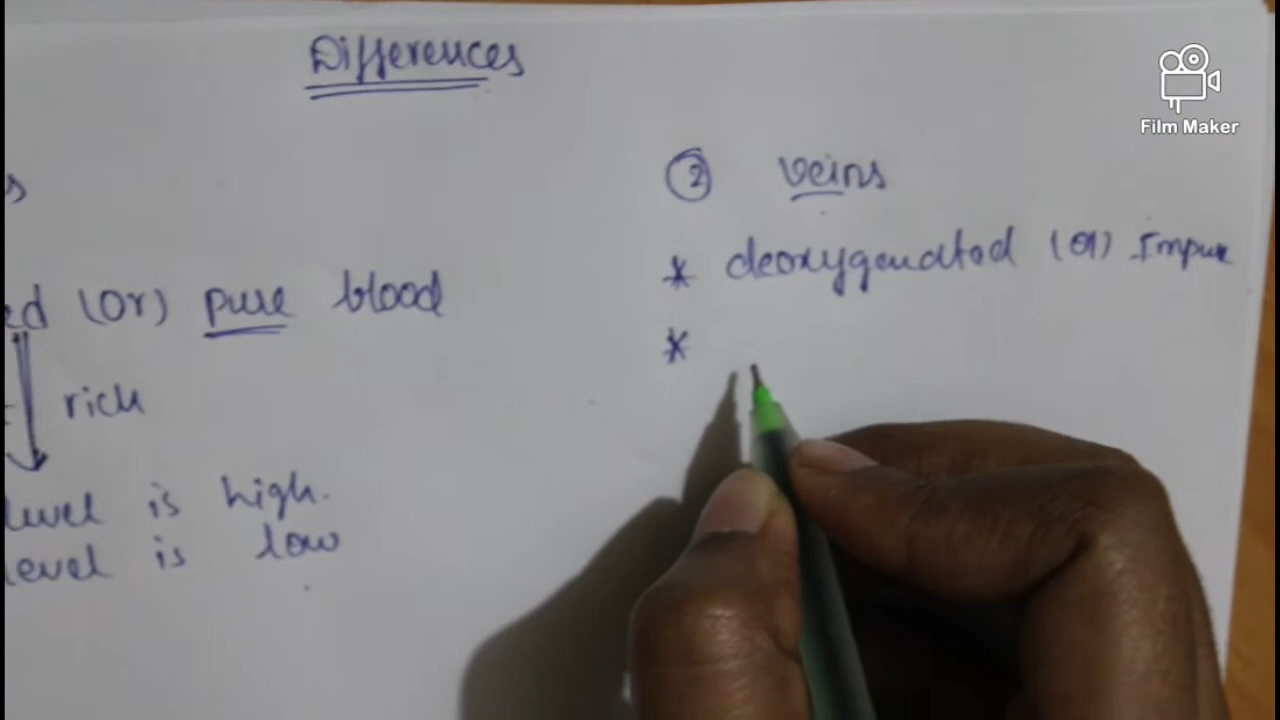 Differences
Film Maker
s
② veins
* deoxygenated (or) Impure
ed (or) pure blood
*
rich
level is high.
level is low